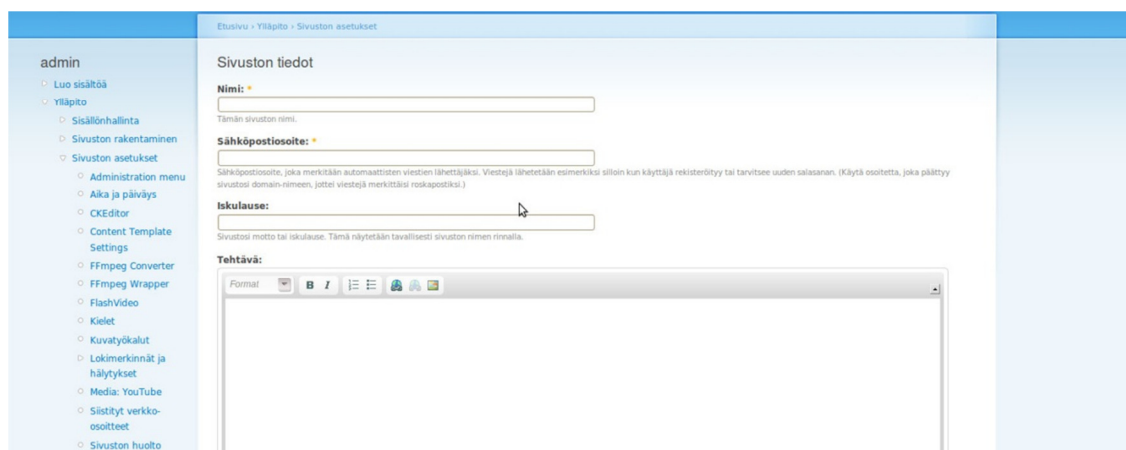 Etusivu › Ylläpito › Sivuston asetukset
admin
Luo sisältöä
Ylläpito
Sisällönhallinta
Sivuston rakentaminen
Sivuston asetukset
Administration menu
Aika ja päiväys
CKEditor
Content Template
Settings
FFmpeg Converter
FFmpeg Wrapper
FlashVideo
Kielet
Kuvatyökalut
Lokimerkinnät ja
hälytykset
Media: YouTube
Siistityt verkko-
osoitteet
Sivuston huolto
Sivuston tiedot
Nimi: *
Tämän sivuston nimi.
Sähköpostiosoite: *
Sähköpostiosoite, joka merkitään automaattisten viestien lähettäjäksi. Viestejä lähetetään esimerkiksi silloin kun käyttäjä rekisteröityy tai tarvitsee uuden salasanan. (Käytä osoitetta, joka päättyy
sivustosi domain-nimeen, jottei viestejä merkittäisi roskapostiksi.)
Iskulause:
Sivustosi motto tai iskulause. Tämä näytetään tavallisesti sivuston nimen rinnalla.
Tehtävä:
Format B I